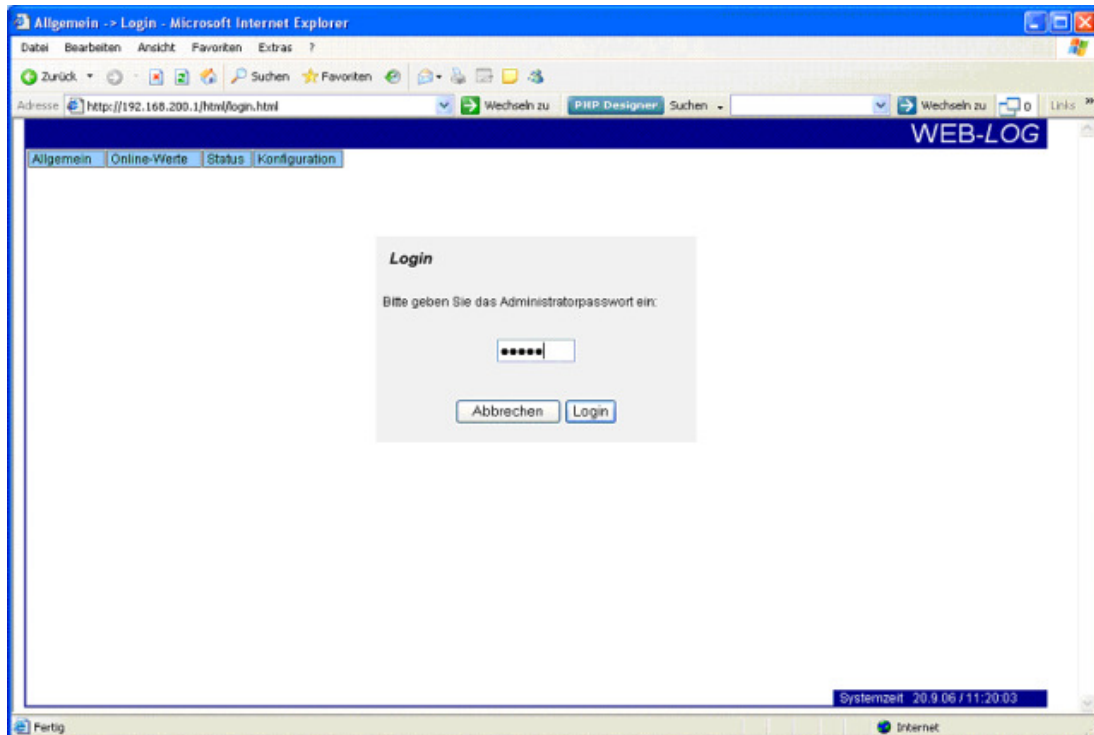 Allgemein -> Login - Microsoft Internet Explorer
Datei Bearbeiten Ansicht Favoriten Extras ?
Zurück Suchen Favoriten
Adresse http://192.168.200.1/html/login.html Wechseln zu PHP Designer Suchen Wechseln zu 0 Links »
WEB-LOG
Allgemein Online-Werte Status Konfiguration
Login
Bitte geben Sie das Administratorpasswort ein:
•••••
Abbrechen Login
Systemzeit 20.9.06 / 11:20:03
Fertig Internet